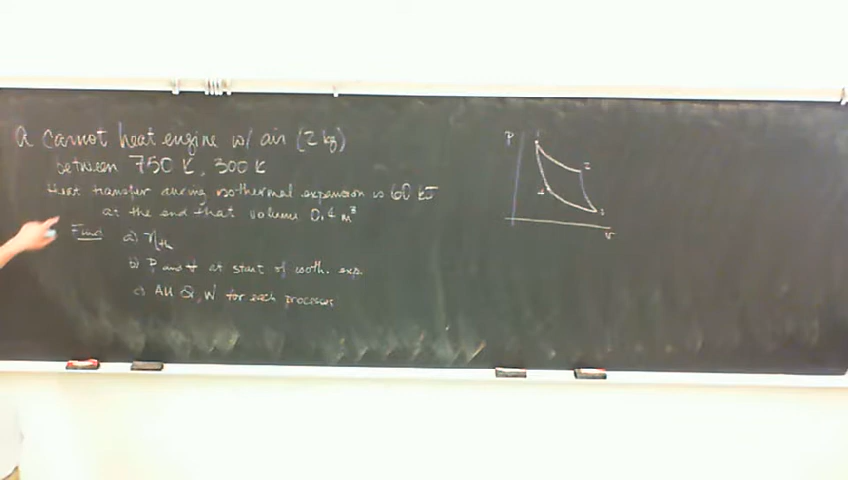 A Carnot heat engine w/ air (2 kg)
between 750 K, 300 K
Heat transfer during isothermal expansion is 60 kJ
at the end that volume 0.4 m³
Find a) η_th
b) P and at start of isoth. exp.
c) All Q, W for each process
P
1
2
4
3
v